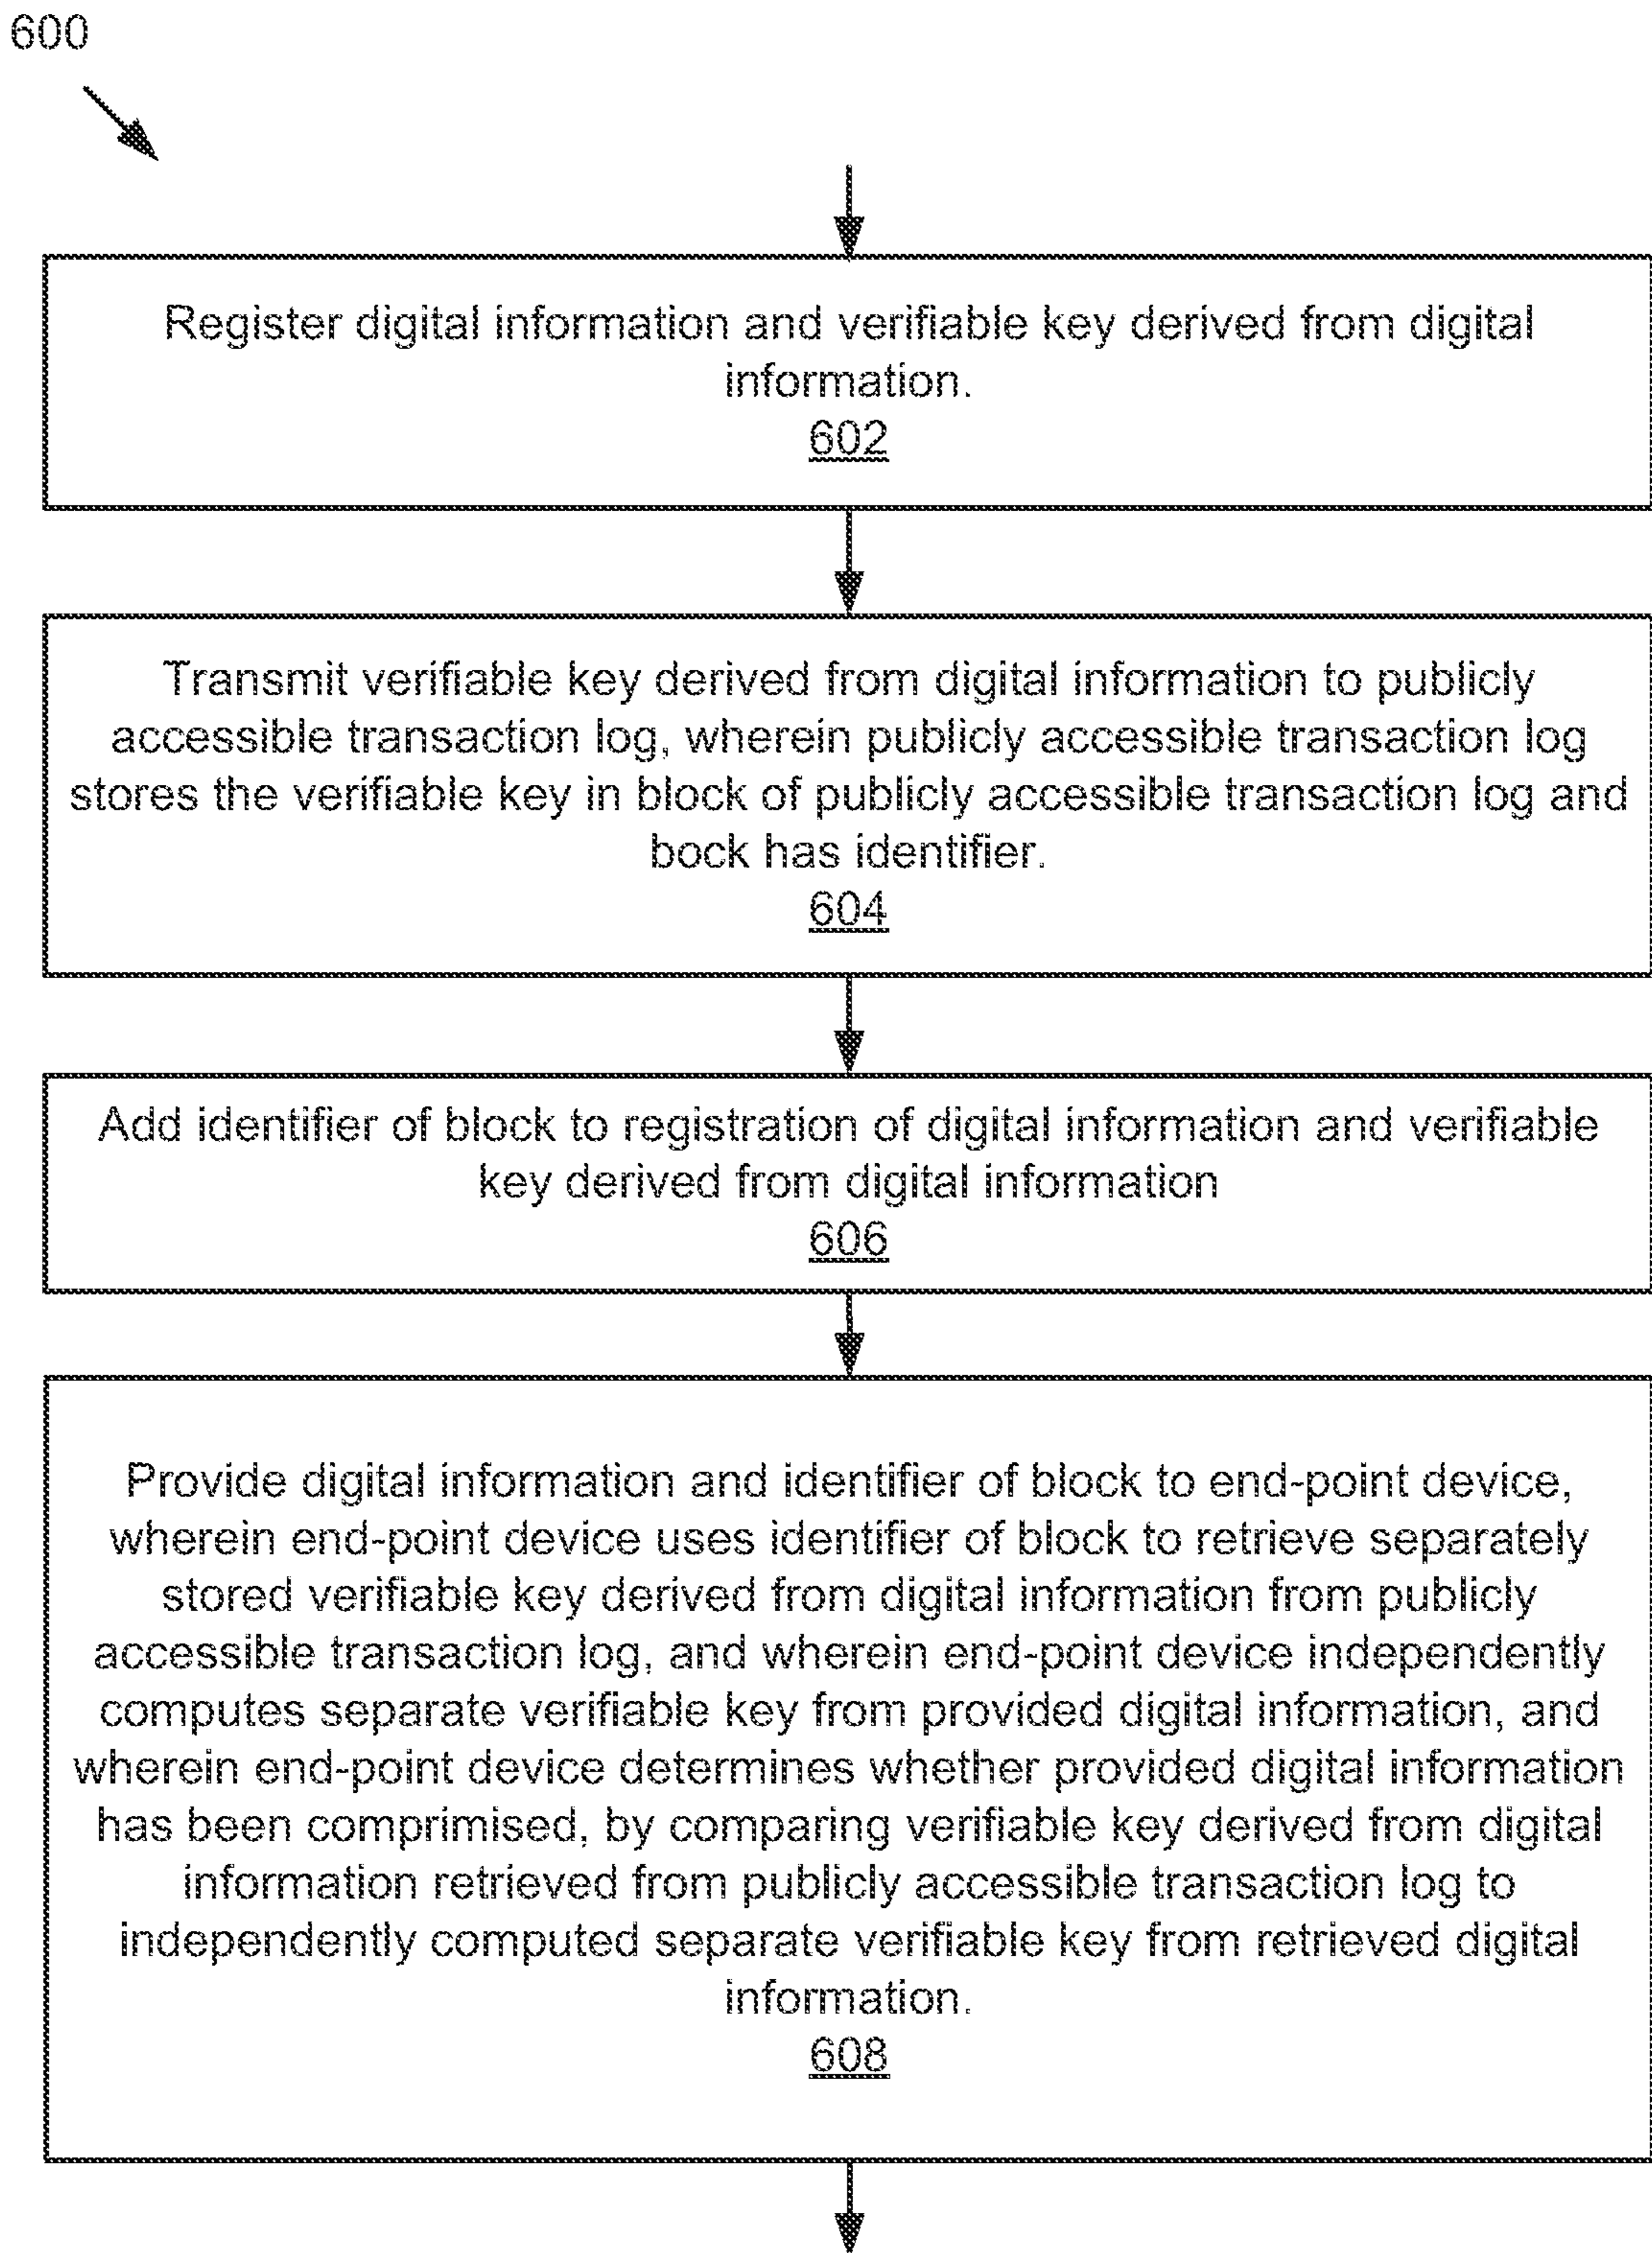 600
Register digital information and verifiable key derived from digital
information.
602
Transmit verifiable key derived from digital information to publicly
accessible transaction log, wherein publicly accessible transaction log
stores the verifiable key in block of publicly accessible transaction log and
bock has identifier.
604
Add identifier of block to registration of digital information and verifiable
key derived from digital information
606
Provide digital information and identifier of block to end-point device,
wherein end-point device uses identifier of block to retrieve separately
stored verifiable key derived from digital information from publicly
accessible transaction log, and wherein end-point device independently
computes separate verifiable key from provided digital information, and
wherein end-point device determines whether provided digital information
has been comprimised, by comparing verifiable key derived from digital
information retrieved from publicly accessible transaction log to
independently computed separate verifiable key from retrieved digital
information.
608